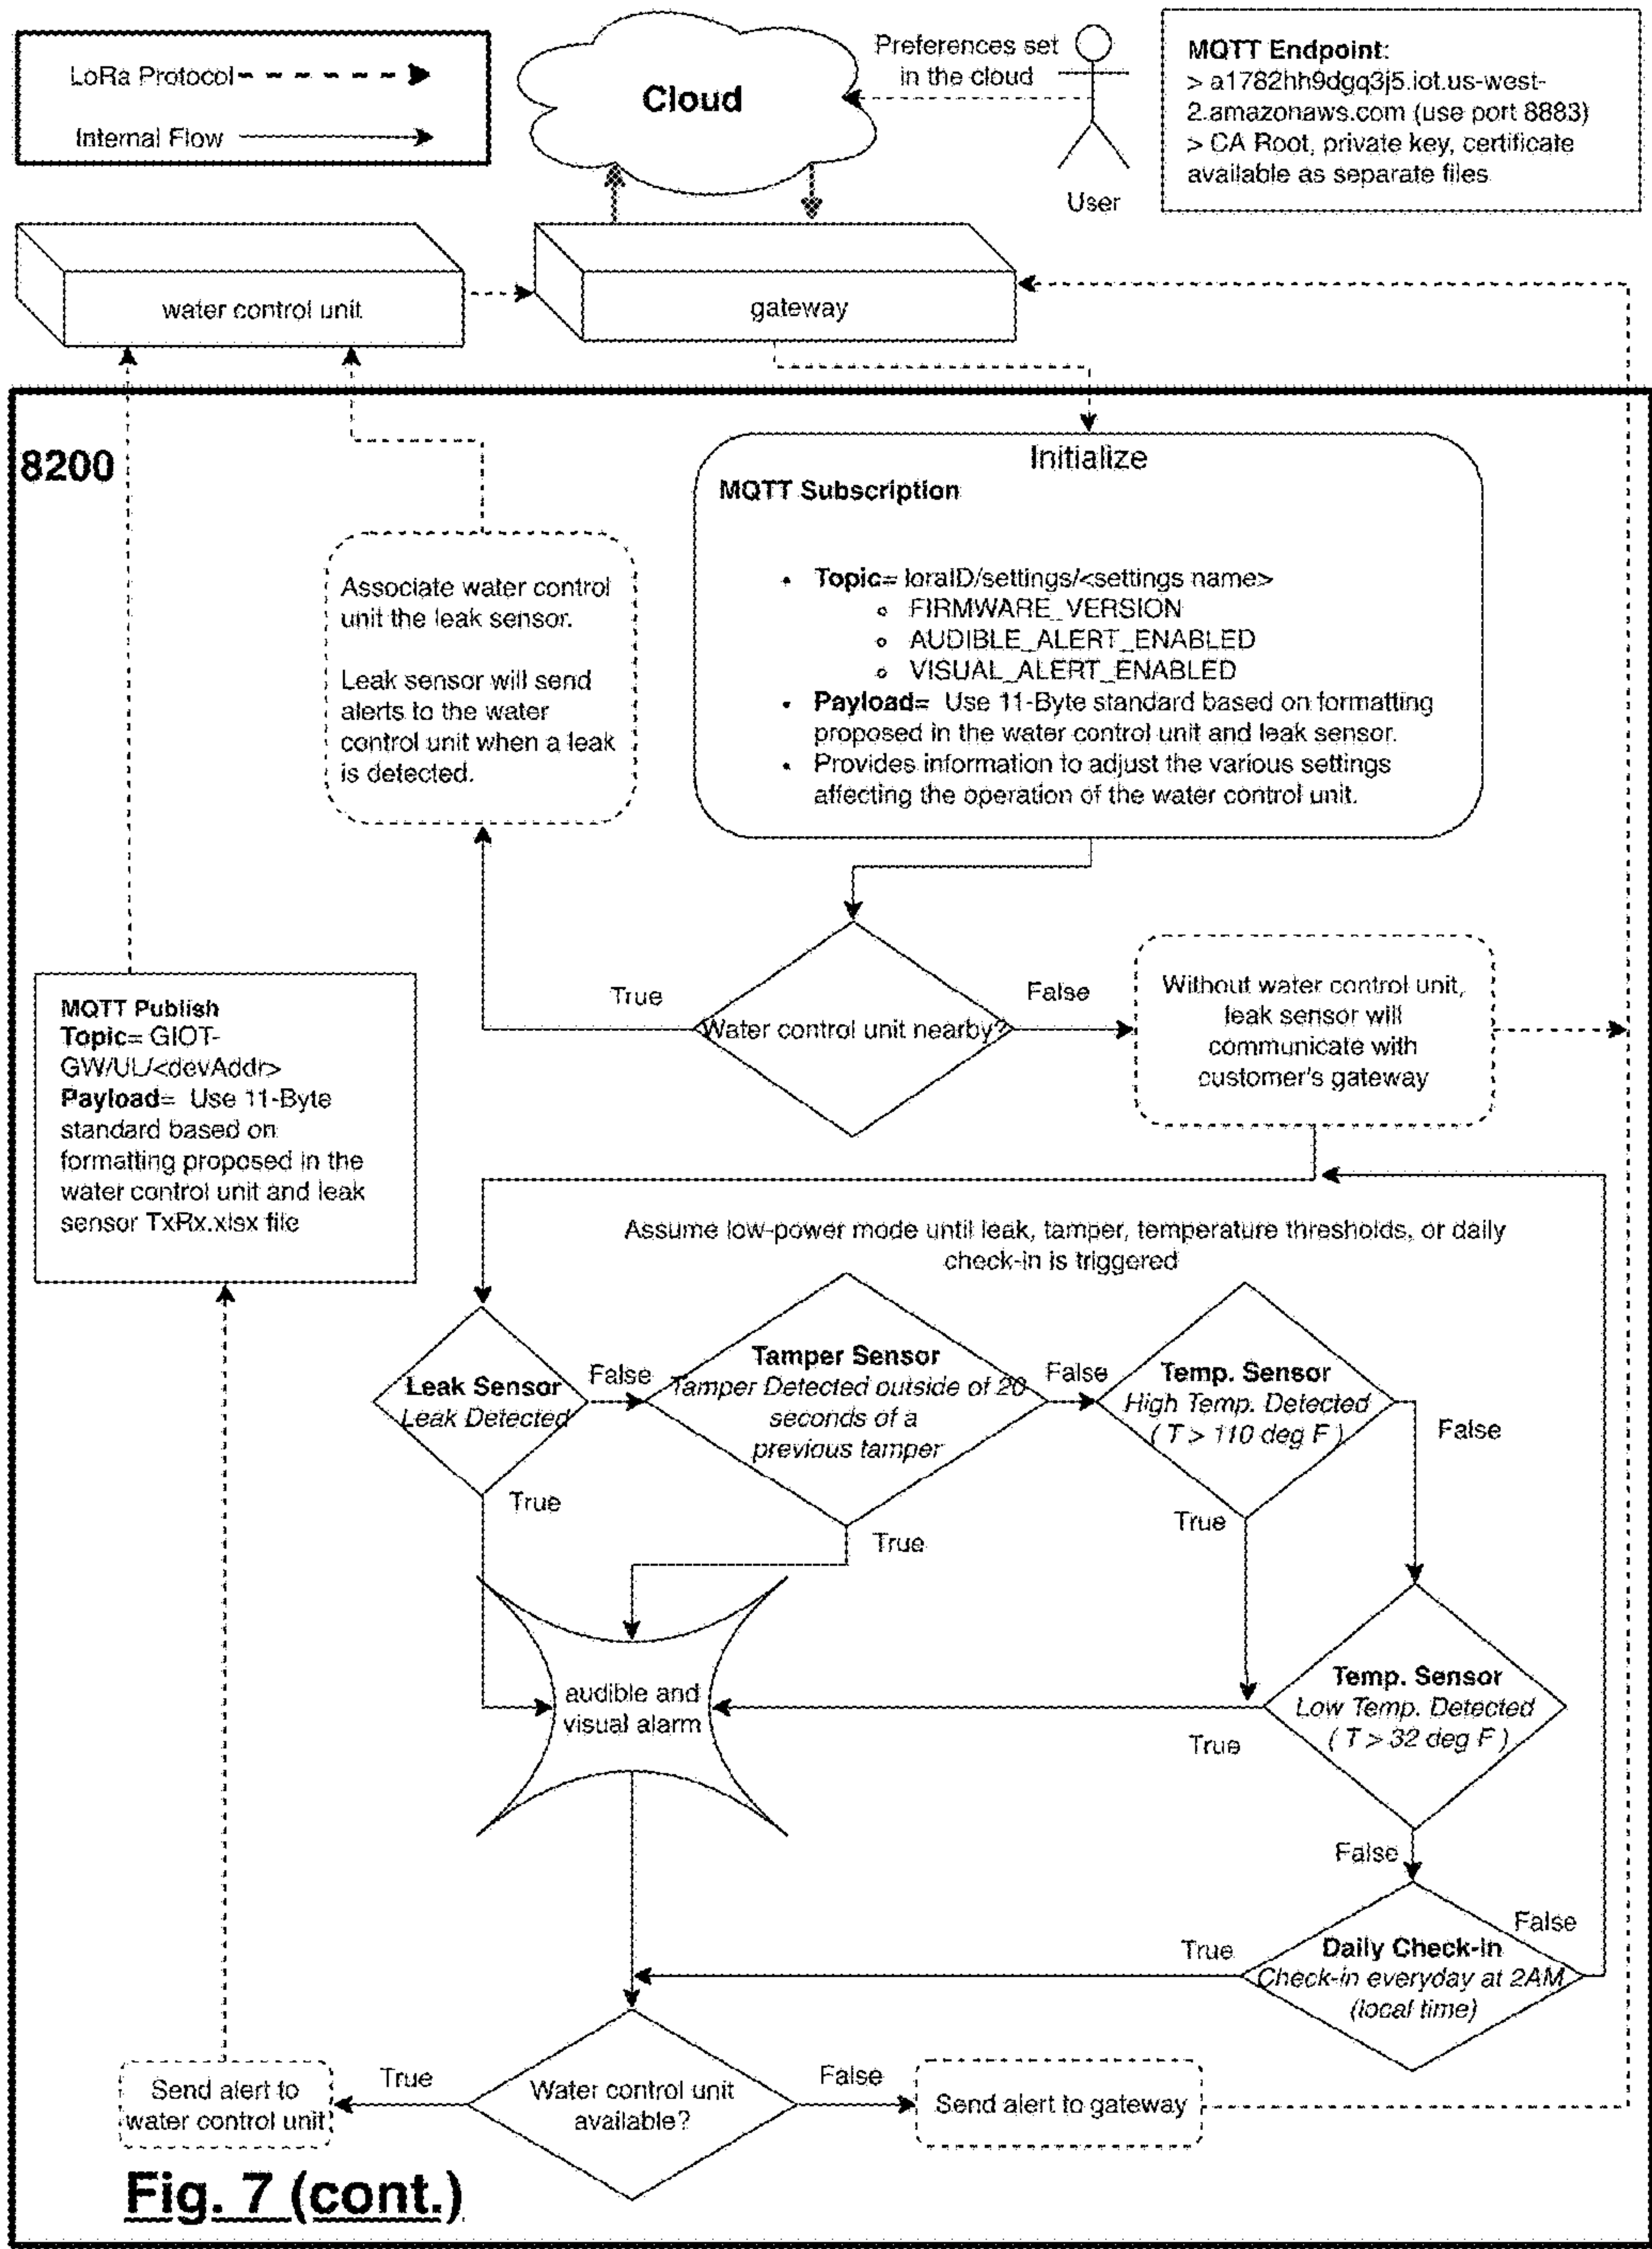 LoRa Protocol
Internal Flow
Cloud
Preferences set
in the cloud
User
MQTT Endpoint:
> a1782hh9dgq3j5.iot.us-west-
2.amazonaws.com (use port 8883)
> CA Root, private key, certificate
available as separate files
water control unit
gateway
8200
Initialize
MQTT Subscription
• Topic= loraID/settings/<settings name>
o FIRMWARE_VERSION
o AUDIBLE_ALERT_ENABLED
o VISUAL_ALERT_ENABLED
• Payload= Use 11-Byte standard based on formatting
proposed in the water control unit and leak sensor.
• Provides information to adjust the various settings
affecting the operation of the water control unit.
Associate water control
unit the leak sensor.
Leak sensor will send
alerts to the water
control unit when a leak
is detected.
True
Water control unit nearby?
False
Without water control unit,
leak sensor will
communicate with
customer's gateway
MQTT Publish
Topic= GIOT-
GW/UL/<devAddr>
Payload= Use 11-Byte
standard based on
formatting proposed in the
water control unit and leak
sensor TxRx.xlsx file
Assume low-power mode until leak, tamper, temperature thresholds, or daily
check-in is triggered
Leak Sensor
Leak Detected
False
True
Tamper Sensor
Tamper Detected outside of 20
seconds of a
previous tamper
False
True
Temp. Sensor
High Temp. Detected
( T > 110 deg F )
False
True
audible and
visual alarm
Temp. Sensor
Low Temp. Detected
( T > 32 deg F )
True
False
Daily Check-in
Check-in everyday at 2AM
(local time)
True
False
Water control unit
available?
True
False
Send alert to
water control unit
Send alert to gateway
Fig. 7 (cont.)